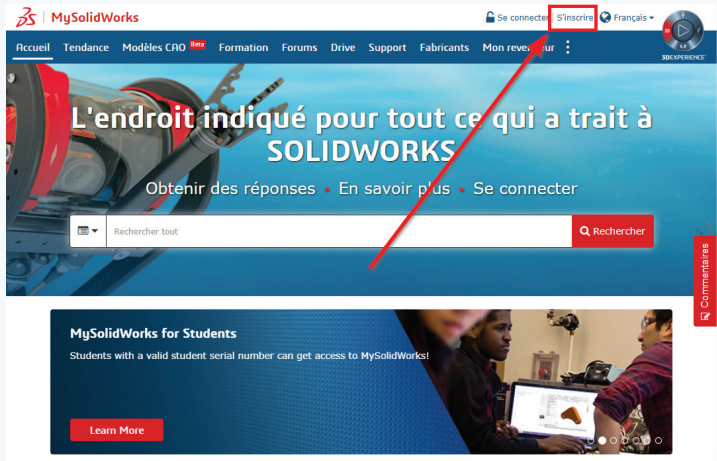 MySolidWorks
Se connecter S'inscrire Français
Accueil Tendance Modèles CAO Beta Formation Forums Drive Support Fabricants Mon revendeur
3DEXPERIENCE
L'endroit indiqué pour tout ce qui a trait à
SOLIDWORKS
Obtenir des réponses • En savoir plus • Se connecter
Rechercher tout
Rechercher
Commentaires
MySolidWorks for Students
Students with a valid student serial number can get access to MySolidWorks!
Learn More